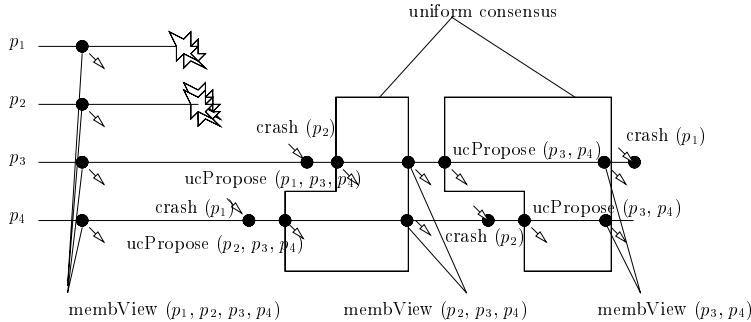 uniform consensus
p1
p2
crash (p2)
crash (p1)
p3
ucPropose (p3, p4)
ucPropose (p1, p3, p4)
p4
crash (p1)
ucPropose (p3, p4)
ucPropose (p2, p3, p4)
crash (p2)
membView (p1, p2, p3, p4)
membView (p2, p3, p4)
membView (p3, p4)